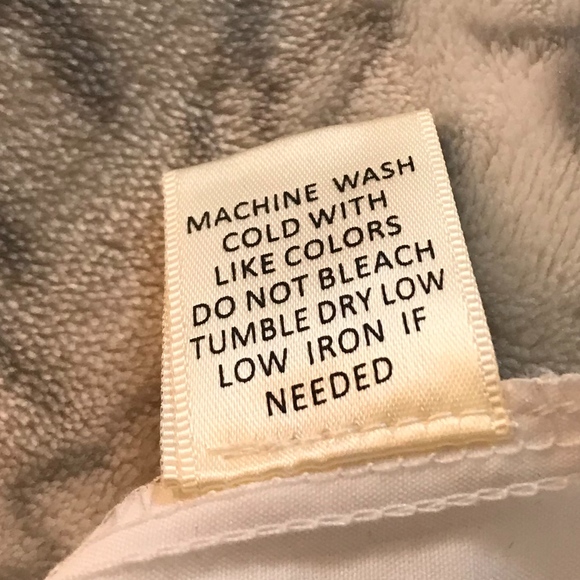 MACHINE WASH
COLD WITH
LIKE COLORS
DO NOT BLEACH
TUMBLE DRY LOW
LOW IRON IF
NEEDED